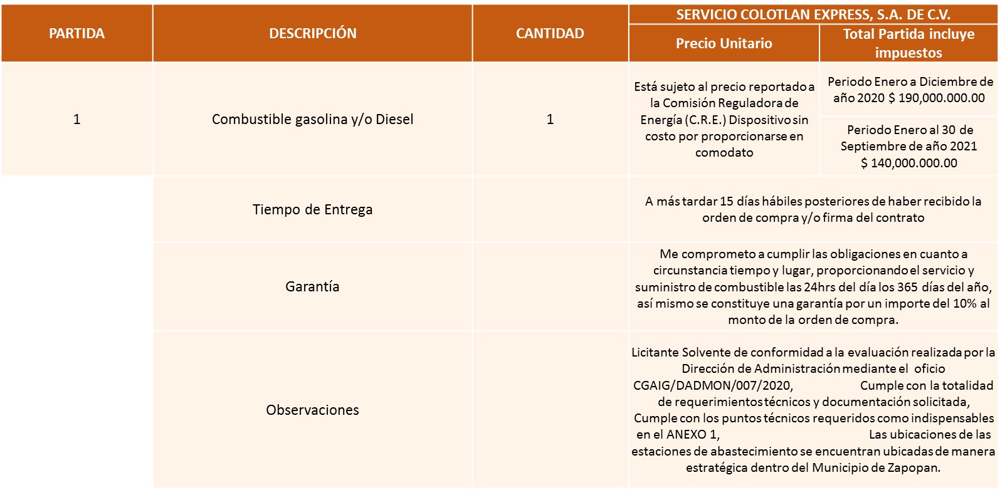 PARTIDA
DESCRIPCIÓN
CANTIDAD
SERVICIO COLOTLAN EXPRESS, S.A. DE C.V.
Precio Unitario
Total Partida incluye
impuestos
1
Combustible gasolina y/o Diesel
1
Está sujeto al precio reportado a
la Comisión Reguladora de
Energía (C.R.E.) Dispositivo sin
costo por proporcionarse en
comodato
Periodo Enero a Diciembre de
año 2020 $ 190,000.000.00
Periodo Enero al 30 de
Septiembre de año 2021
$ 140,000.000.00
Tiempo de Entrega
A más tardar 15 días hábiles posteriores de haber recibido la
orden de compra y/o firma del contrato
Garantía
Me comprometo a cumplir las obligaciones en cuanto a
circunstancia tiempo y lugar, proporcionando el servicio y
suministro de combustible las 24hrs del día los 365 días del año,
así mismo se constituye una garantía por un importe del 10% al
monto de la orden de compra.
Observaciones
Licitante Solvente de conformidad a la evaluación realizada por la
Dirección de Administración mediante el oficio
CGAIG/DADMON/007/2020, Cumple con la totalidad
de requerimientos técnicos y documentación solicitada,
Cumple con los puntos técnicos requeridos como indispensables
en el ANEXO 1, Las ubicaciones de las
estaciones de abastecimiento se encuentran ubicadas de manera
estratégica dentro del Municipio de Zapopan.